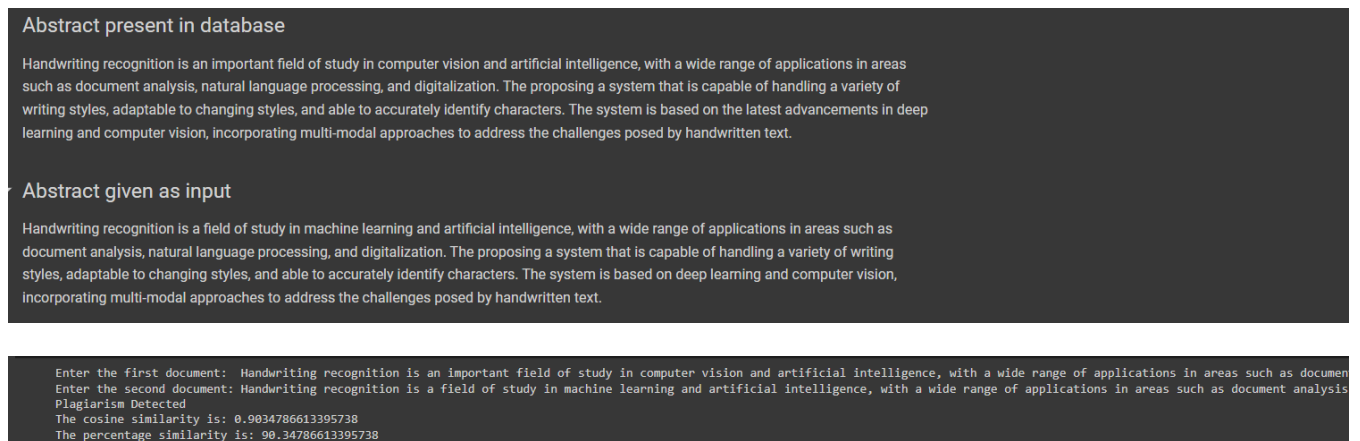 Abstract present in database
Handwriting recognition is an important field of study in computer vision and artificial intelligence, with a wide range of applications in areas
such as document analysis, natural language processing, and digitalization. The proposing a system that is capable of handling a variety of
writing styles, adaptable to changing styles, and able to accurately identify characters. The system is based on the latest advancements in deep
learning and computer vision, incorporating multi-modal approaches to address the challenges posed by handwritten text.
Abstract given as input
Handwriting recognition is a field of study in machine learning and artificial intelligence, with a wide range of applications in areas such as
document analysis, natural language processing, and digitalization. The proposing a system that is capable of handling a variety of writing
styles, adaptable to changing styles, and able to accurately identify characters. The system is based on deep learning and computer vision,
incorporating multi-modal approaches to address the challenges posed by handwritten text.
Enter the first document:  Handwriting recognition is an important field of study in computer vision and artificial intelligence, with a wide range of applications in areas such as document
Enter the second document: Handwriting recognition is a field of study in machine learning and artificial intelligence, with a wide range of applications in areas such as document analysis
Plagiarism Detected
The cosine similarity is: 0.9034786613395738
The percentage similarity is: 90.34786613395738